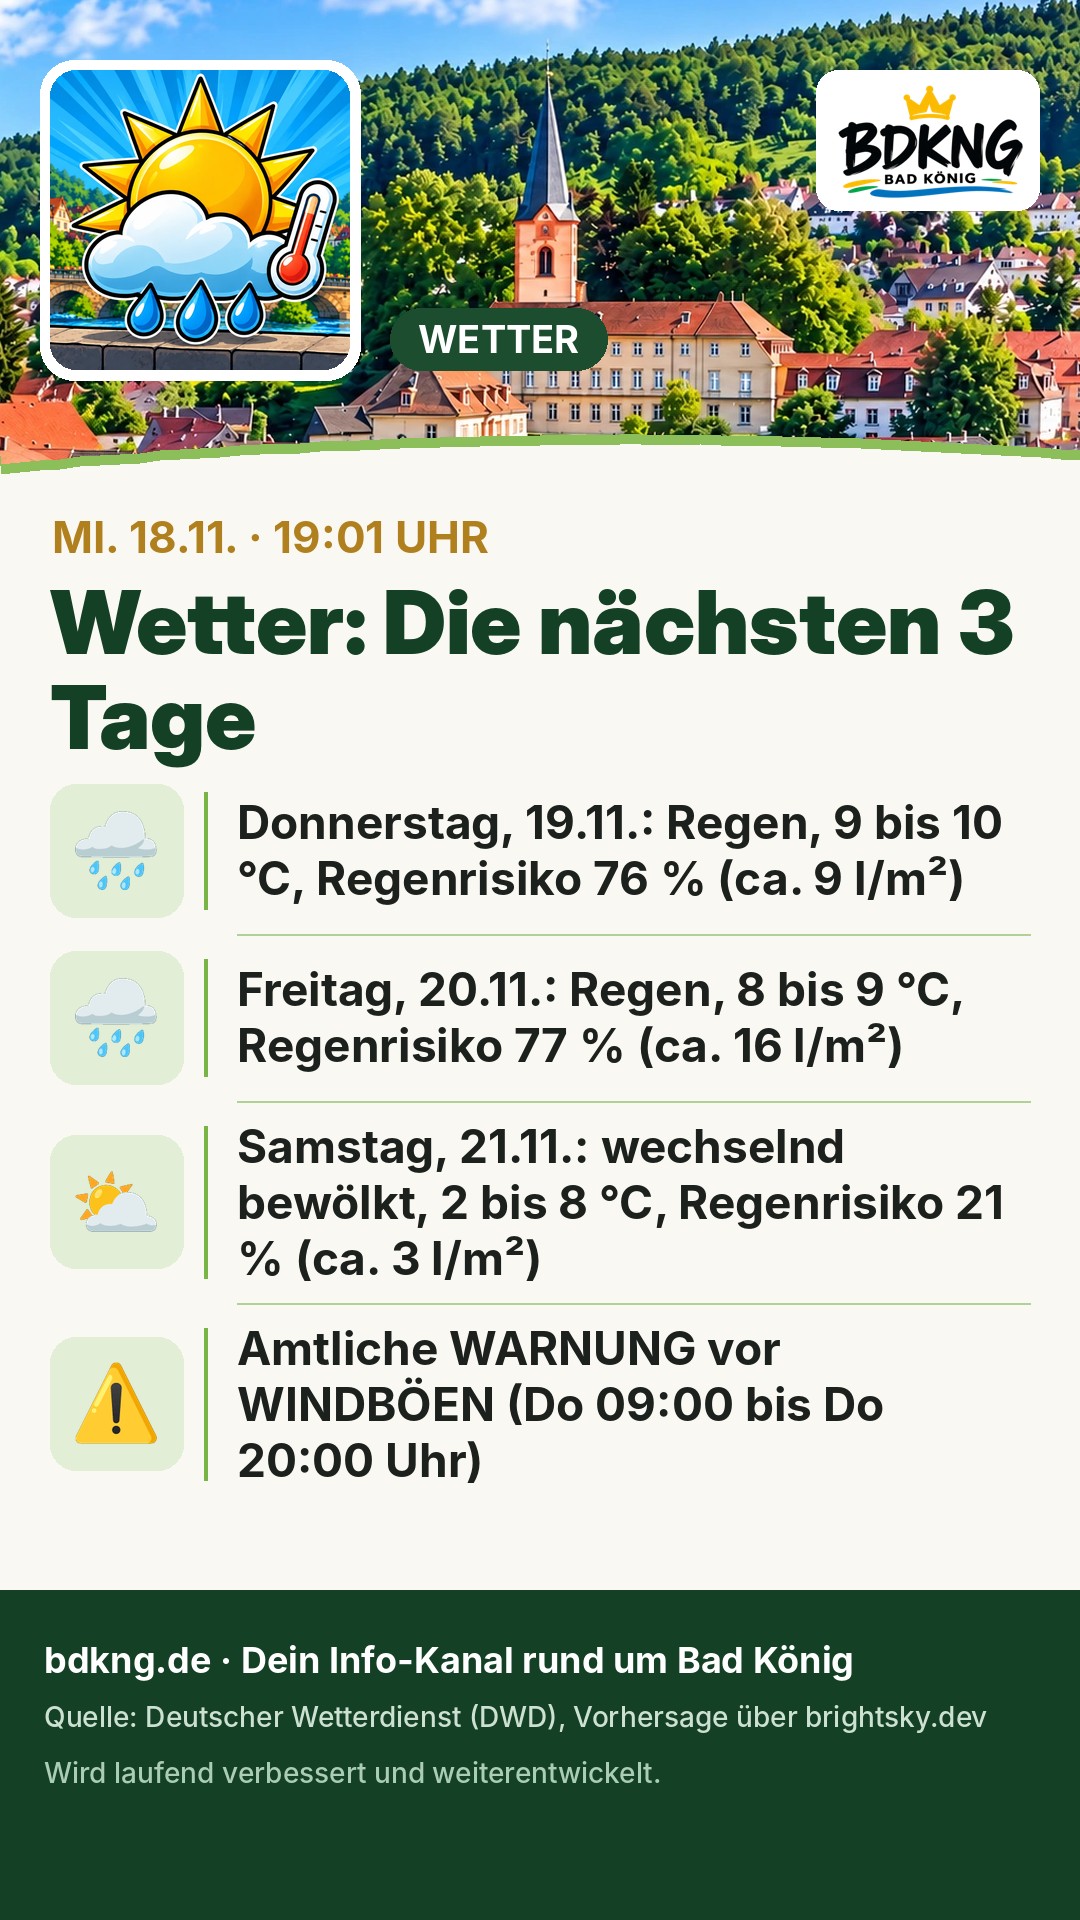 BDKNG
BAD KÖNIG
WETTER
MI. 18.11. · 19:01 UHR
Wetter: Die nächsten 3
Tage
Donnerstag, 19.11.: Regen, 9 bis 10
°C, Regenrisiko 76 % (ca. 9 l/m²)
Freitag, 20.11.: Regen, 8 bis 9 °C,
Regenrisiko 77 % (ca. 16 l/m²)
Samstag, 21.11.: wechselnd
bewölkt, 2 bis 8 °C, Regenrisiko 21
% (ca. 3 l/m²)
Amtliche WARNUNG vor
WINDBÖEN (Do 09:00 bis Do
20:00 Uhr)
bdkng.de · Dein Info-Kanal rund um Bad König
Quelle: Deutscher Wetterdienst (DWD), Vorhersage über brightsky.dev
Wird laufend verbessert und weiterentwickelt.